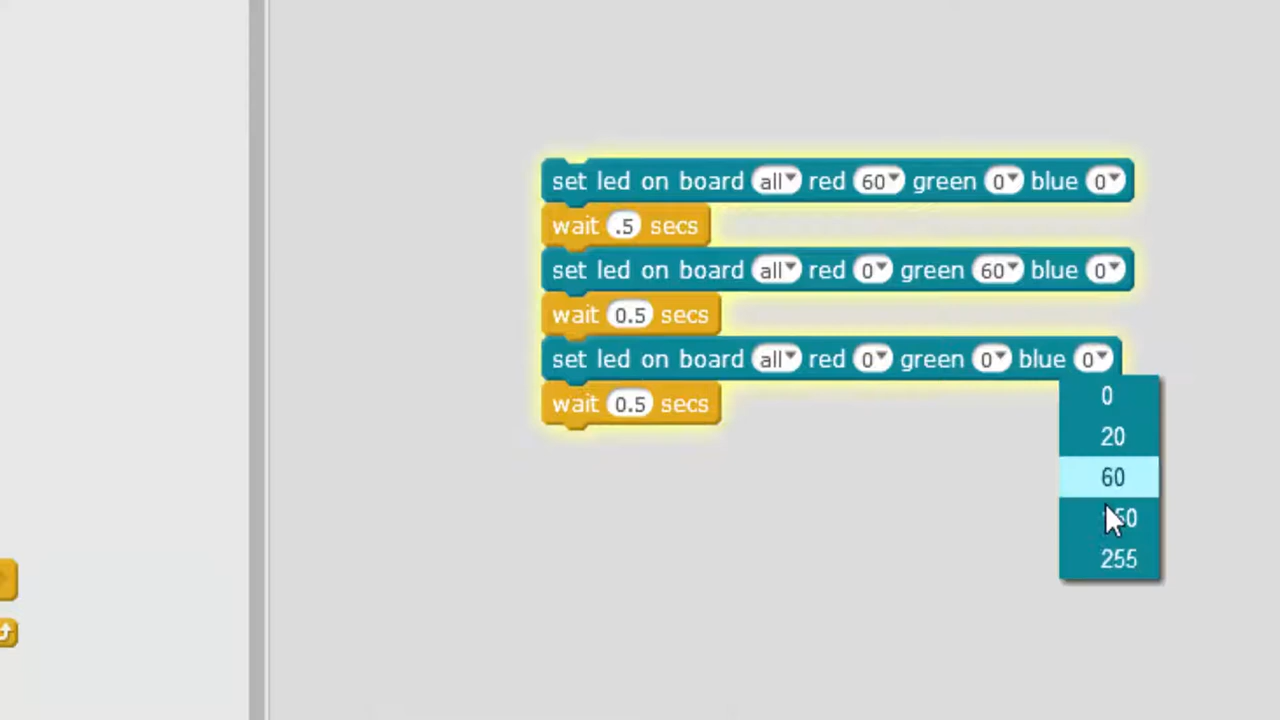 set led on board all red 60 green 0 blue 0
wait .5 secs
set led on board all red 0 green 60 blue 0
wait 0.5 secs
set led on board all red 0 green 0 blue 0
wait 0.5 secs
0
20
60
255